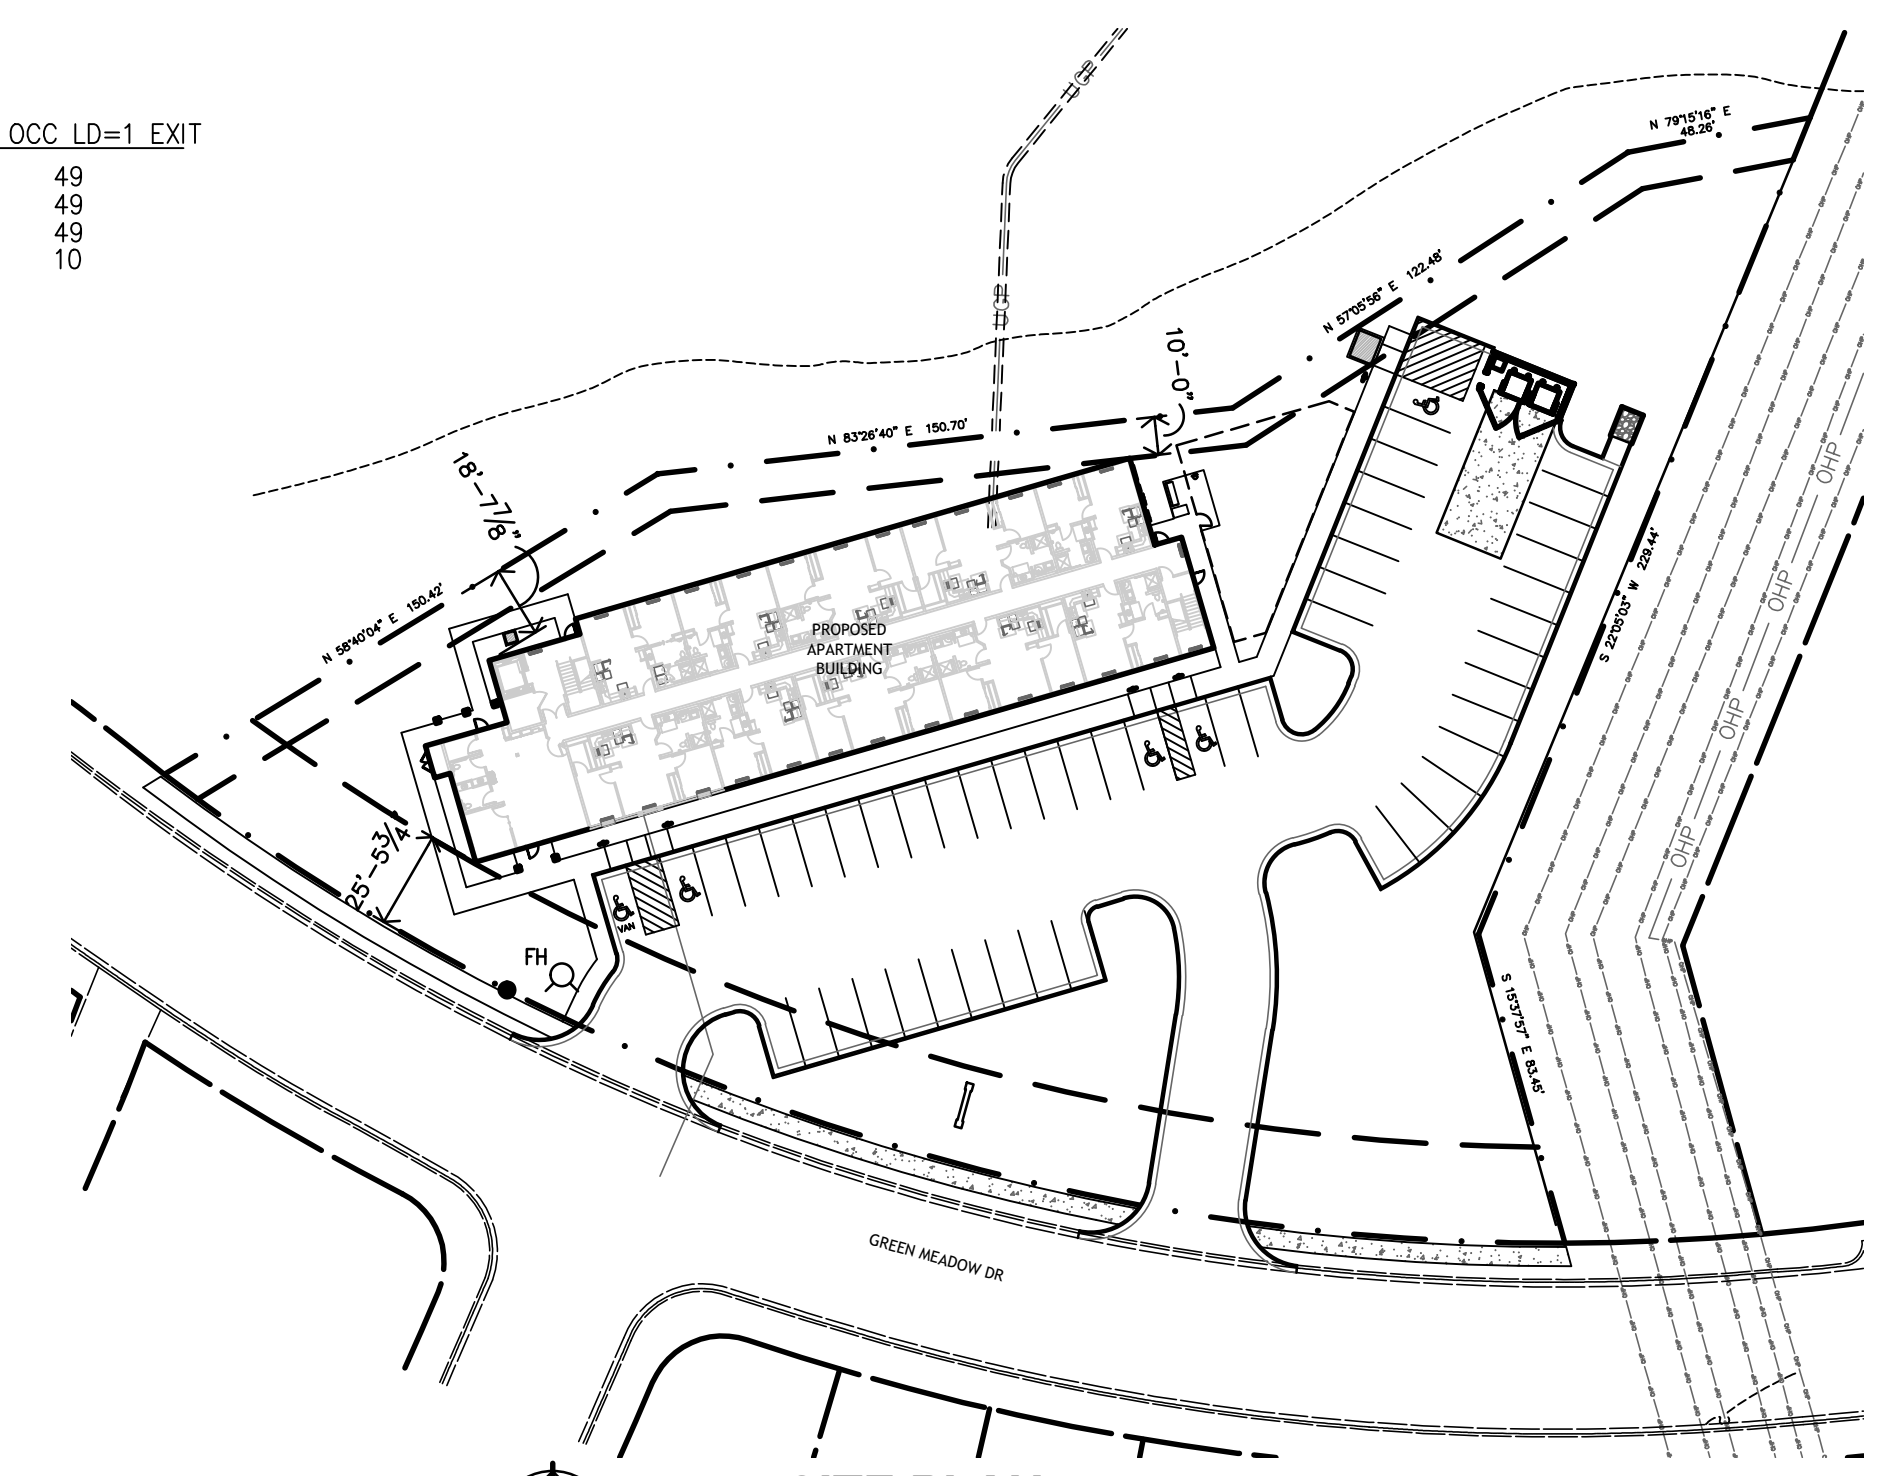 OCC LD=1 EXIT
49
49
49
10
UGP
N 79°15'16" E
48.26'
N 57°05'56" E 122.48'
10'-0"
N 83°26'40" E 150.70'
18'-7 7/8"
N 58°40'04" E 150.42'
PROPOSED
APARTMENT
BUILDING
S 22°05'03" W 229.44'
OHP
OHP
OHP
OHP
25'-5 3/4
VAN
FH
S 15°37'57" E 83.45'
GREEN MEADOW DR